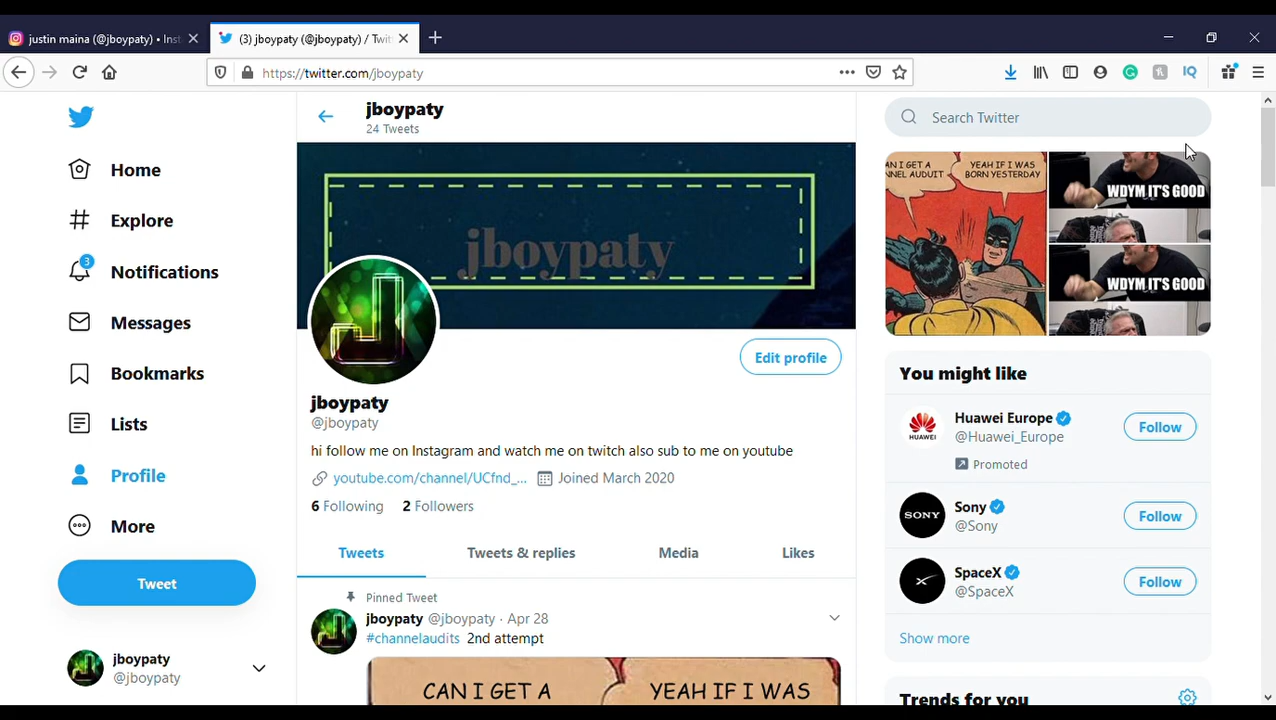 justin maina (@jboypaty) • Inst
(3) jboypaty (@jboypaty) / Twit
https://twitter.com/jboypaty
Home
Explore
3
Notifications
Messages
Bookmarks
Lists
Profile
More
Tweet
jboypaty
@jboypaty
jboypaty
24 Tweets
jboypaty
Edit profile
jboypaty
@jboypaty
hi follow me on Instagram and watch me on twitch also sub to me on youtube
youtube.com/channel/UCfnd_... Joined March 2020
6 Following 2 Followers
Tweets Tweets & replies Media Likes
Pinned Tweet
jboypaty @jboypaty · Apr 28
#channelaudits 2nd attempt
CAN I GET A YEAH IF I WAS
Search Twitter
AN I GET A YEAH IF I WAS
NEL AUDUIT BORN YESTERDAY
WDYM IT'S GOOD
WDYM IT'S GOOD
You might like
Huawei Europe
HUAWEI
@Huawei_Europe
Follow
Promoted
Sony
SONY
@Sony
Follow
SpaceX
@SpaceX
Follow
Show more
Trends for you